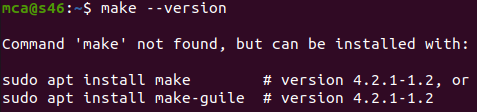 mca@s46:~$ make --version
Command 'make' not found, but can be installed with:
sudo apt install make        # version 4.2.1-1.2, or
sudo apt install make-guile  # version 4.2.1-1.2